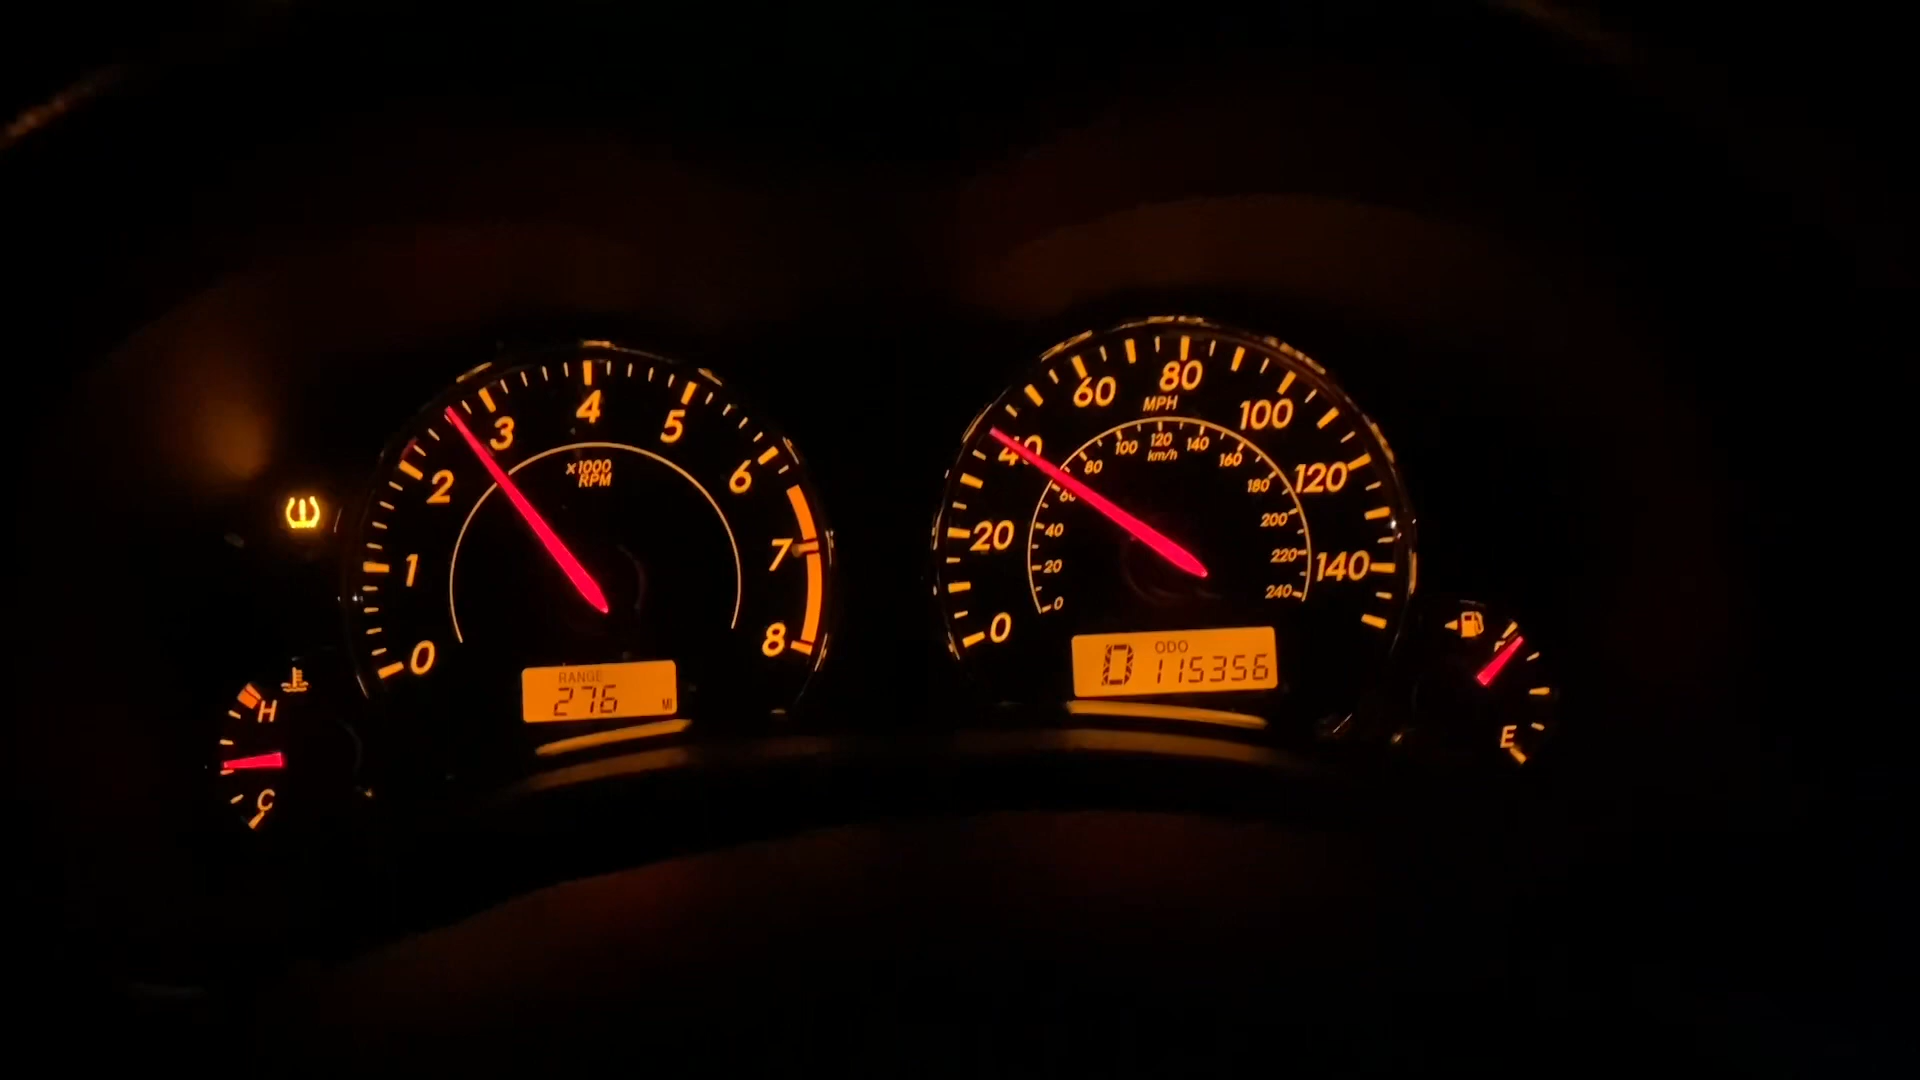 0 1 2 3 4 5 6 7 8
x1000
RPM
RANGE
276 MI
H
C
0 20 40 60 80 100 120 140
MPH
0 20 40 60 80 100 120 140 160 180 200 220 240
km/h
D
ODO
115356
F
E